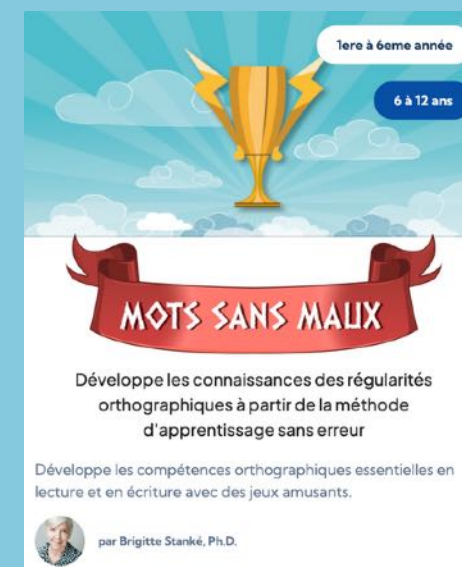 1ere à 6eme année
6 à 12 ans
MOTS SANS MAUX
Développe les connaissances des régularités
orthographiques à partir de la méthode
d'apprentissage sans erreur
Développe les compétences orthographiques essentielles en
lecture et en écriture avec des jeux amusants.
par Brigitte Stanké, Ph.D.